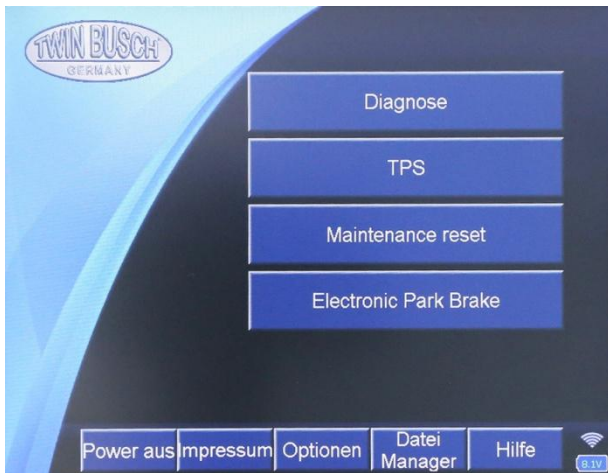 TWIN BUSCH
GERMANY
Diagnose
TPS
Maintenance reset
Electronic Park Brake
Power aus
Impressum
Optionen
Datei
Manager
Hilfe
8.1V